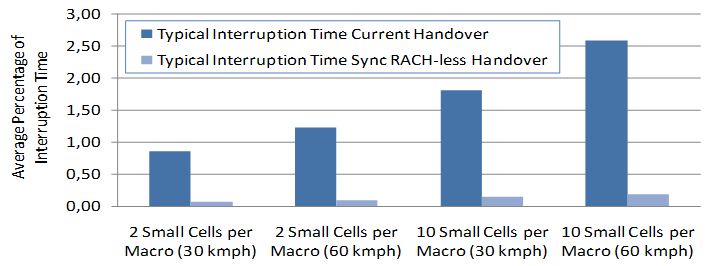 Average Percentage of
Interruption Time
3,00
2,50
2,00
1,50
1,00
0,50
0,00
Typical Interruption Time Current Handover
Typical Interruption Time Sync RACH-less Handover
2 Small Cells per
Macro (30 kmph)
2 Small Cells per
Macro (60 kmph)
10 Small Cells per
Macro (30 kmph)
10 Small Cells per
Macro (60 kmph)